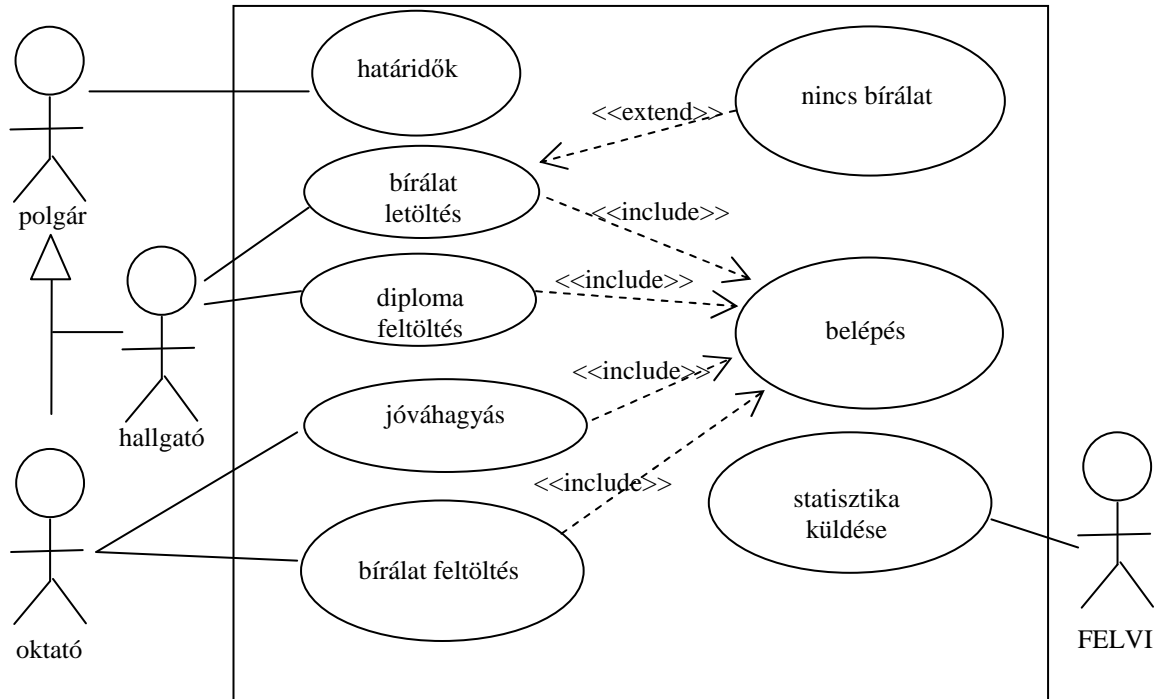 határidők
nincs bírálat
<<extend>>
bírálat
letöltés
polgár
<<include>>
<<include>>
diploma
feltöltés
belépés
<<include>>
jóváhagyás
hallgató
<<include>>
statisztika
küldése
bírálat feltöltés
oktató
FELVI